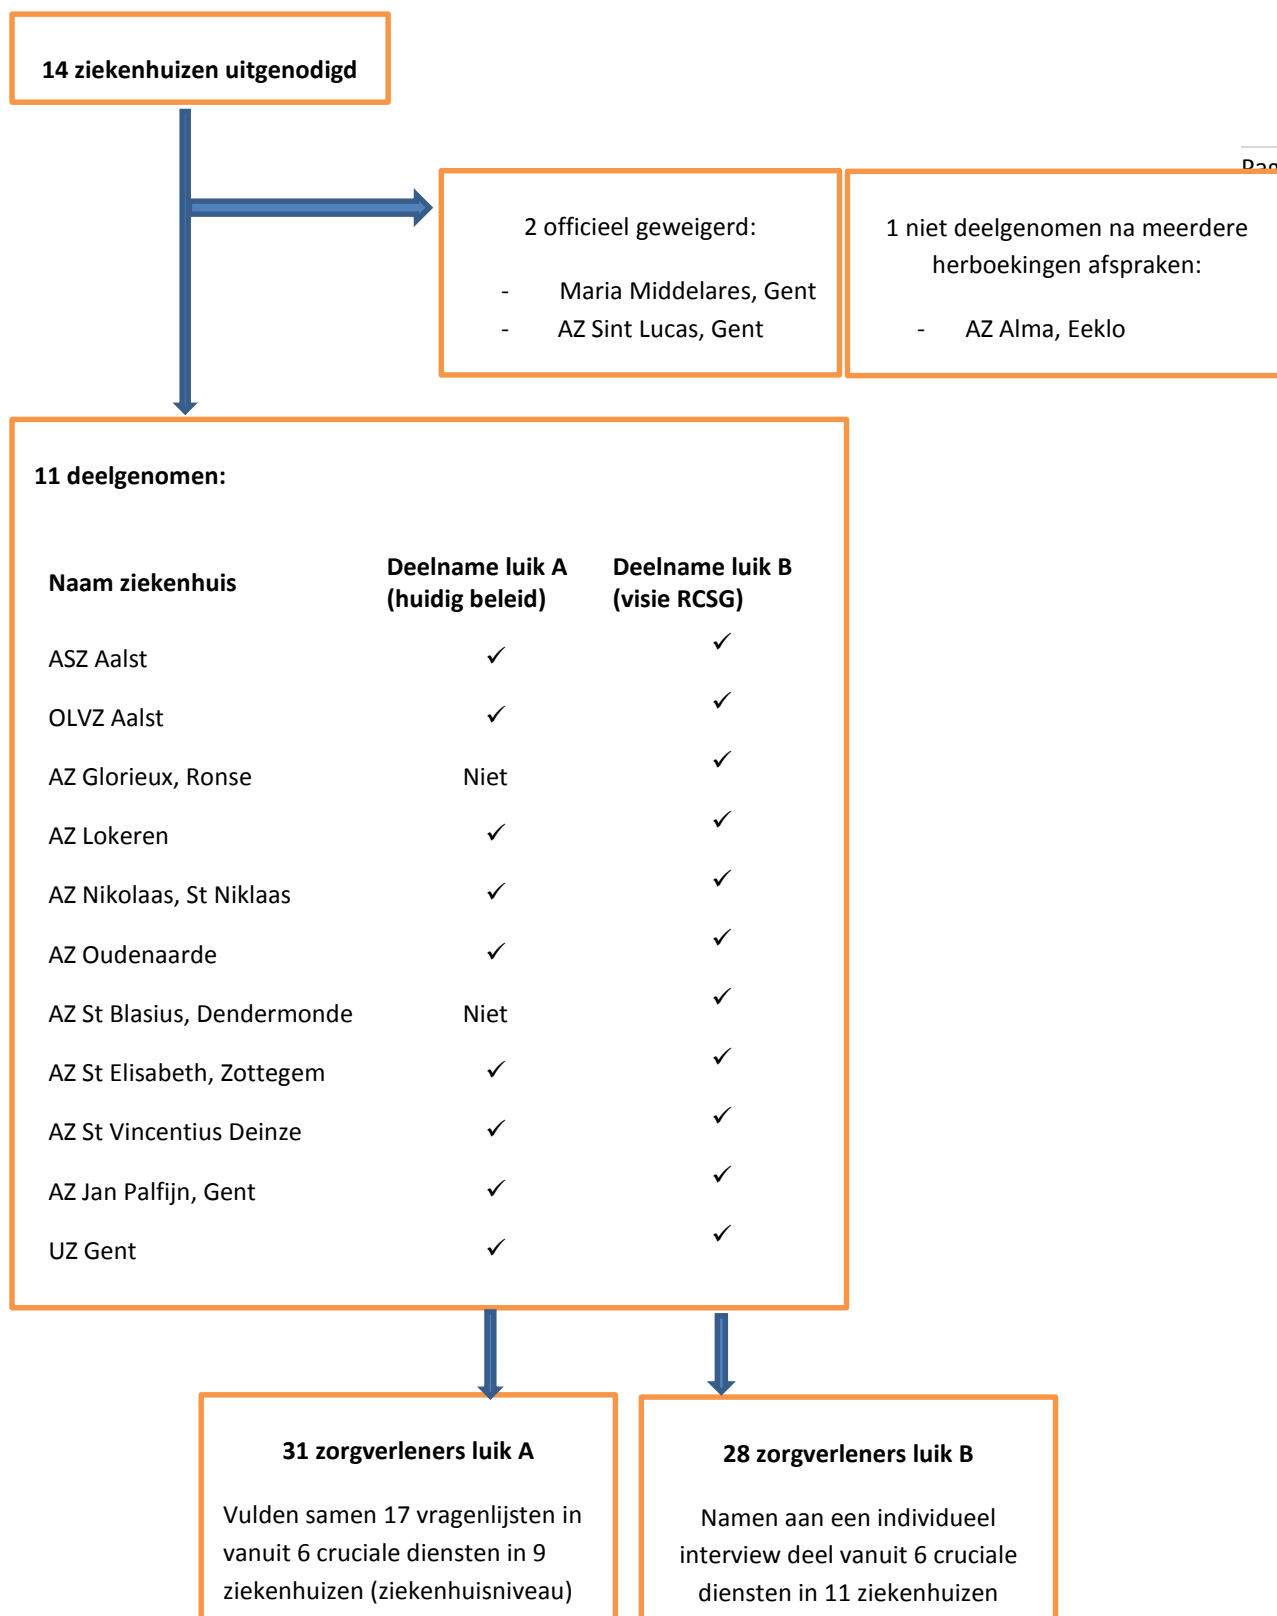 14 ziekenhuizen uitgenodigd
2 officieel geweigerd:
- Maria Middelares, Gent
- AZ Sint Lucas, Gent
1 niet deelgenomen na meerdere
herboekingen afspraken:
- AZ Alma, Eeklo
11 deelgenomen:
Naam ziekenhuis Deelname luik A Deelname luik B
(huidig beleid) (visie RCSG)
ASZ Aalst ✓ ✓
OLVZ Aalst ✓ ✓
AZ Glorieux, Ronse Niet ✓
AZ Lokeren ✓ ✓
AZ Nikolaas, St Niklaas ✓ ✓
AZ Oudenaarde ✓ ✓
AZ St Blasius, Dendermonde Niet ✓
AZ St Elisabeth, Zottegem ✓ ✓
AZ St Vincentius Deinze ✓ ✓
AZ Jan Palfijn, Gent ✓ ✓
UZ Gent ✓ ✓
31 zorgverleners luik A
Vulden samen 17 vragenlijsten in
vanuit 6 cruciale diensten in 9
ziekenhuizen (ziekenhuisniveau)
28 zorgverleners luik B
Namen aan een individueel
interview deel vanuit 6 cruciale
diensten in 11 ziekenhuizen